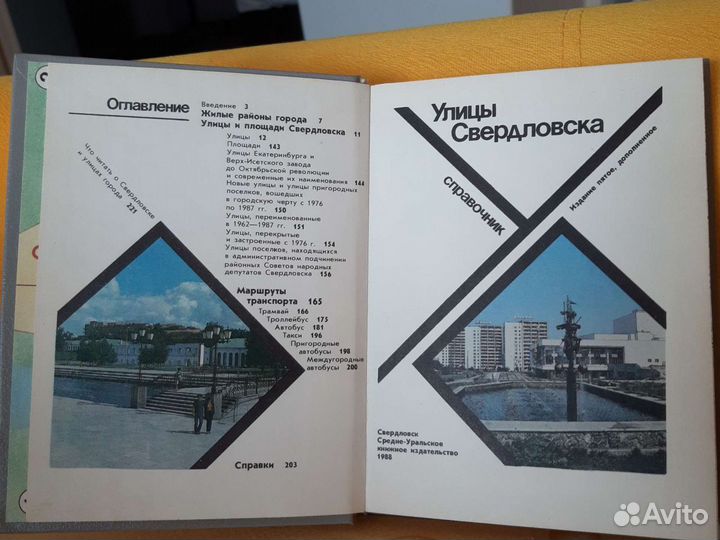 Оглавление
Введение 3
Жилые районы города 7
Улицы и площади Свердловска 11
Улицы 12
Площади 143
Улицы Екатеринбурга и
Верх-Исетского завода
до Октябрьской революции
и современные их наименования 144
Новые улицы и улицы пригородных
поселков, вошедших
в городскую черту с 1976
по 1987 гг. 150
Улицы, переименованные
в 1962—1987 гг. 151
Улицы, перекрытые
и застроенные с 1976 г. 154
Улицы поселков, находящихся
в административном подчинении
районных Советов народных
депутатов Свердловска 156
Что читать о Свердловске
и улицах города 221
Маршруты
транспорта 165
Трамвай 166
Троллейбус 175
Автобус 181
Такси 196
Пригородные
автобусы 198
Междугородные
автобусы 200
Справки 203
Улицы
Свердловска
справочник
Издание пятое, дополненное
Свердловск
Средне-Уральское
книжное издательство
1988
Avito